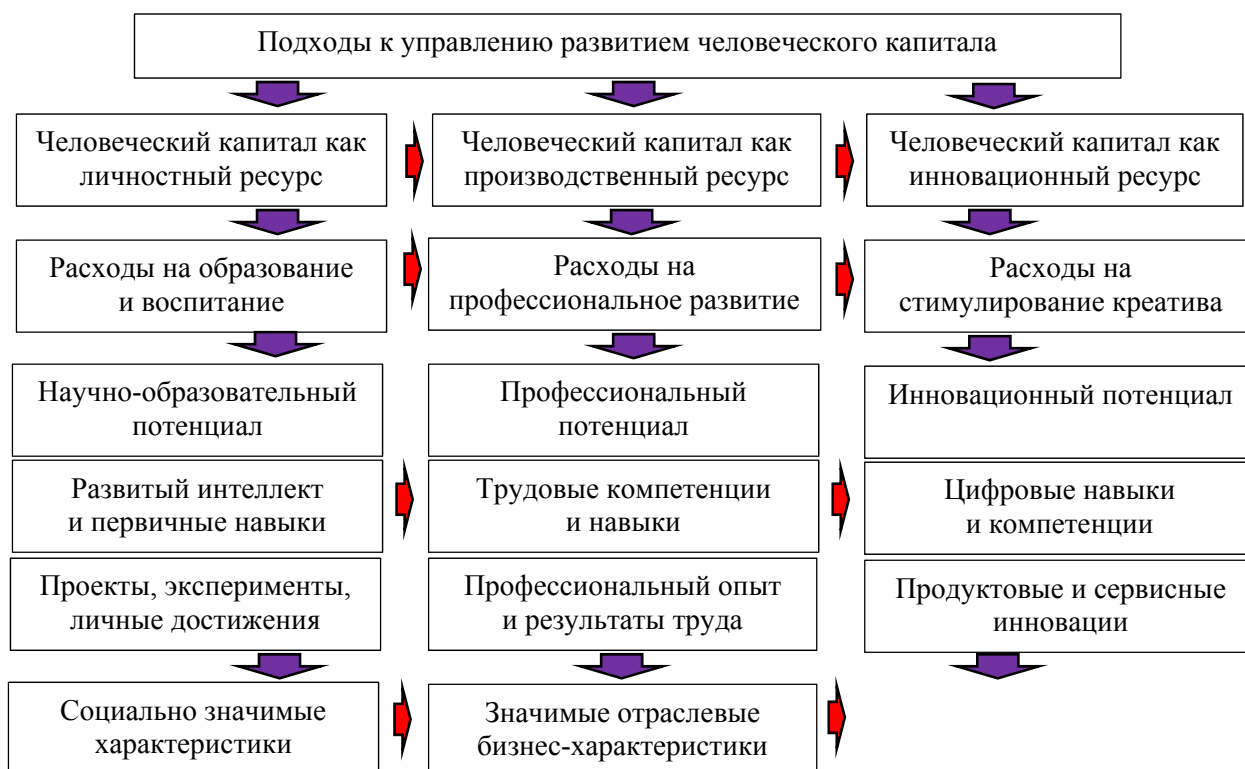 Подходы к управлению развитием человеческого капитала
Человеческий капитал как
личностный ресурс
Человеческий капитал как
производственный ресурс
Человеческий капитал как
инновационный ресурс
Расходы на образование
и воспитание
Расходы на
профессиональное развитие
Расходы на
стимулирование креатива
Научно-образовательный
потенциал
Профессиональный
потенциал
Инновационный потенциал
Развитый интеллект
и первичные навыки
Трудовые компетенции
и навыки
Цифровые навыки
и компетенции
Проекты, эксперименты,
личные достижения
Профессиональный опыт
и результаты труда
Продуктовые и сервисные
инновации
Социально значимые
характеристики
Значимые отраслевые
бизнес-характеристики